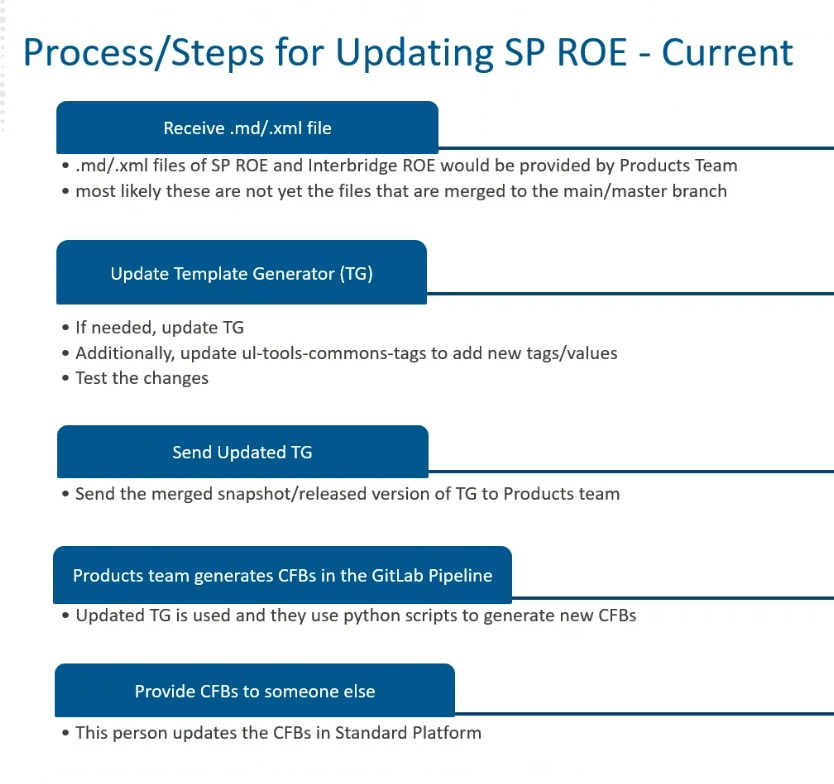 Process/Steps for Updating SP ROE - Current
Receive .md/.xml file
• .md/.xml files of SP ROE and Interbridge ROE would be provided by Products Team
• most likely these are not yet the files that are merged to the main/master branch
Update Template Generator (TG)
• If needed, update TG
• Additionally, update ul-tools-commons-tags to add new tags/values
• Test the changes
Send Updated TG
• Send the merged snapshot/released version of TG to Products team
Products team generates CFBs in the GitLab Pipeline
• Updated TG is used and they use python scripts to generate new CFBs
Provide CFBs to someone else
• This person updates the CFBs in Standard Platform